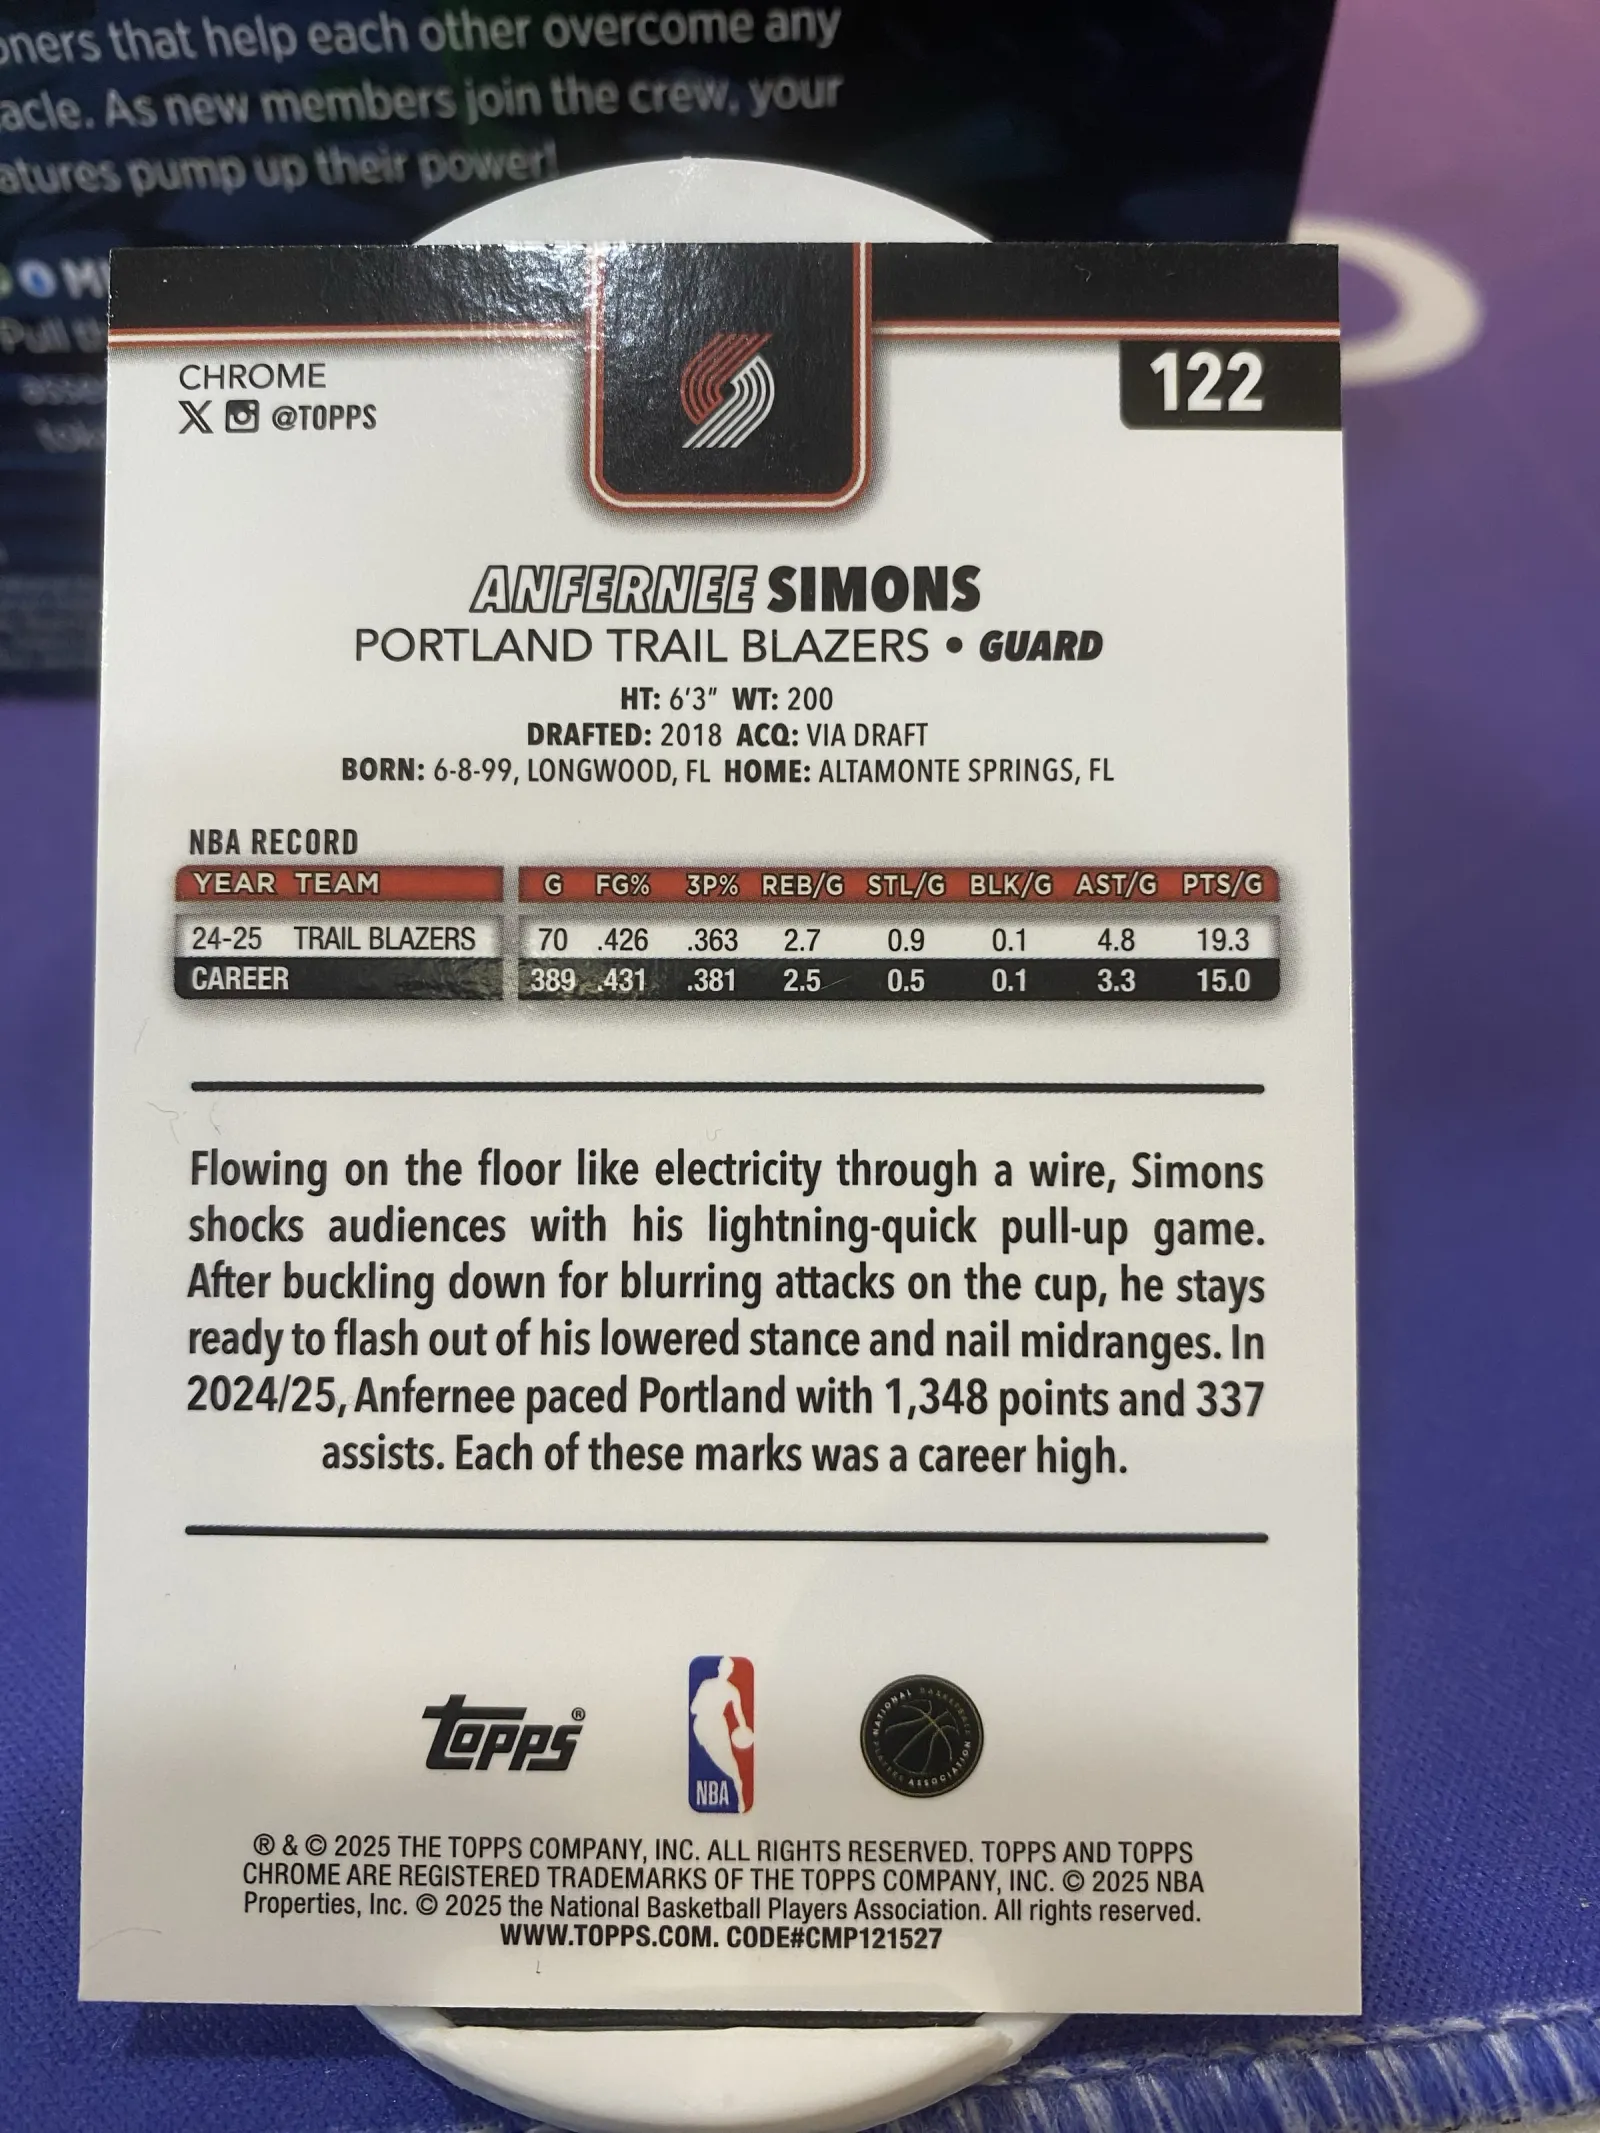 that help each other overcome any
As new members join the crew, your
pump up their power!
CHROME
@TOPPS
122
ANFERNEE SIMONS
PORTLAND TRAIL BLAZERS • GUARD
HT: 6'3" WT: 200
DRAFTED: 2018 ACQ: VIA DRAFT
BORN: 6-8-99, LONGWOOD, FL HOME: ALTAMONTE SPRINGS, FL
NBA RECORD
YEAR TEAM G FG% 3P% REB/G STL/G BLK/G AST/G PTS/G
24-25 TRAIL BLAZERS 70 .426 .363 2.7 0.9 0.1 4.8 19.3
CAREER 389 .431 .381 2.5 0.5 0.1 3.3 15.0
Flowing on the floor like electricity through a wire, Simons
shocks audiences with his lightning-quick pull-up game.
After buckling down for blurring attacks on the cup, he stays
ready to flash out of his lowered stance and nail midranges. In
2024/25, Anfernee paced Portland with 1,348 points and 337
assists. Each of these marks was a career high.
TOPPS®
NBA
NATIONAL BASKETBALL PLAYERS ASSOCIATION
® & © 2025 THE TOPPS COMPANY, INC. ALL RIGHTS RESERVED. TOPPS AND TOPPS
CHROME ARE REGISTERED TRADEMARKS OF THE TOPPS COMPANY, INC. © 2025 NBA
Properties, Inc. © 2025 the National Basketball Players Association. All rights reserved.
WWW.TOPPS.COM. CODE#CMP121527